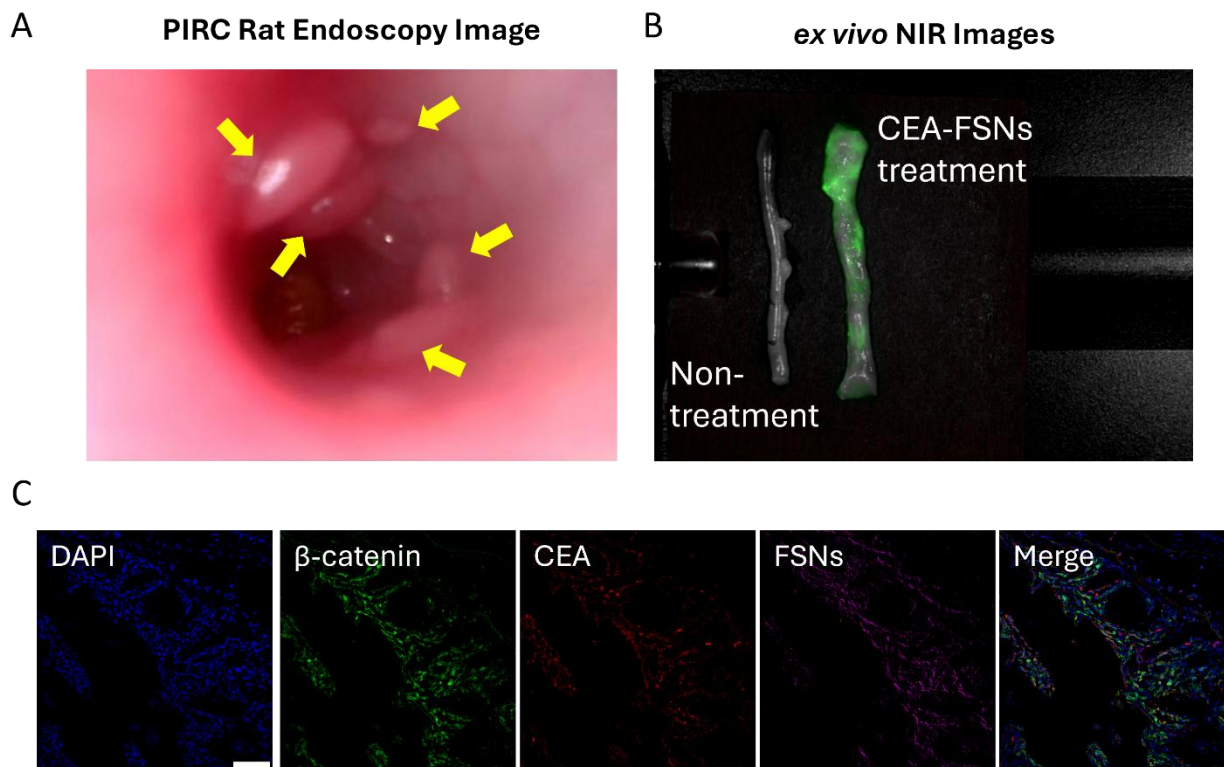 A
PIRC Rat Endoscopy Image
B
ex vivo NIR Images
CEA-FSNs
treatment
Non-
treatment
C
DAPI
β-catenin
CEA
FSNs
Merge